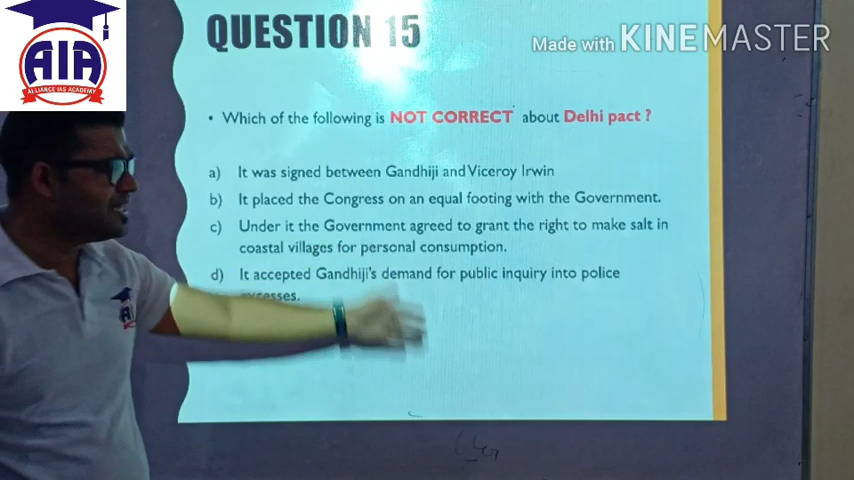 QUESTION 15
Made with KINEMASTER
AIA
ALLIANCE IAS ACADEMY
• Which of the following is NOT CORRECT about Delhi pact ?
a) It was signed between Gandhiji and Viceroy Irwin
b) It placed the Congress on an equal footing with the Government.
c) Under it the Government agreed to grant the right to make salt in
coastal villages for personal consumption.
d) It accepted Gandhiji's demand for public inquiry into police
excesses.